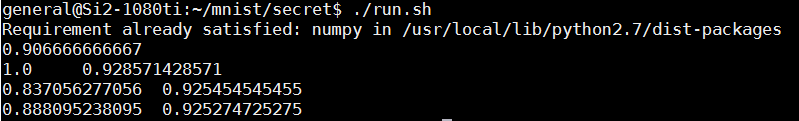 general@Si2-1080ti:~/mnist/secret$ ./run.sh
Requirement already satisfied: numpy in /usr/local/lib/python2.7/dist-packages
0.906666666667
1.0     0.928571428571
0.837056277056  0.925454545455
0.888095238095  0.925274725275